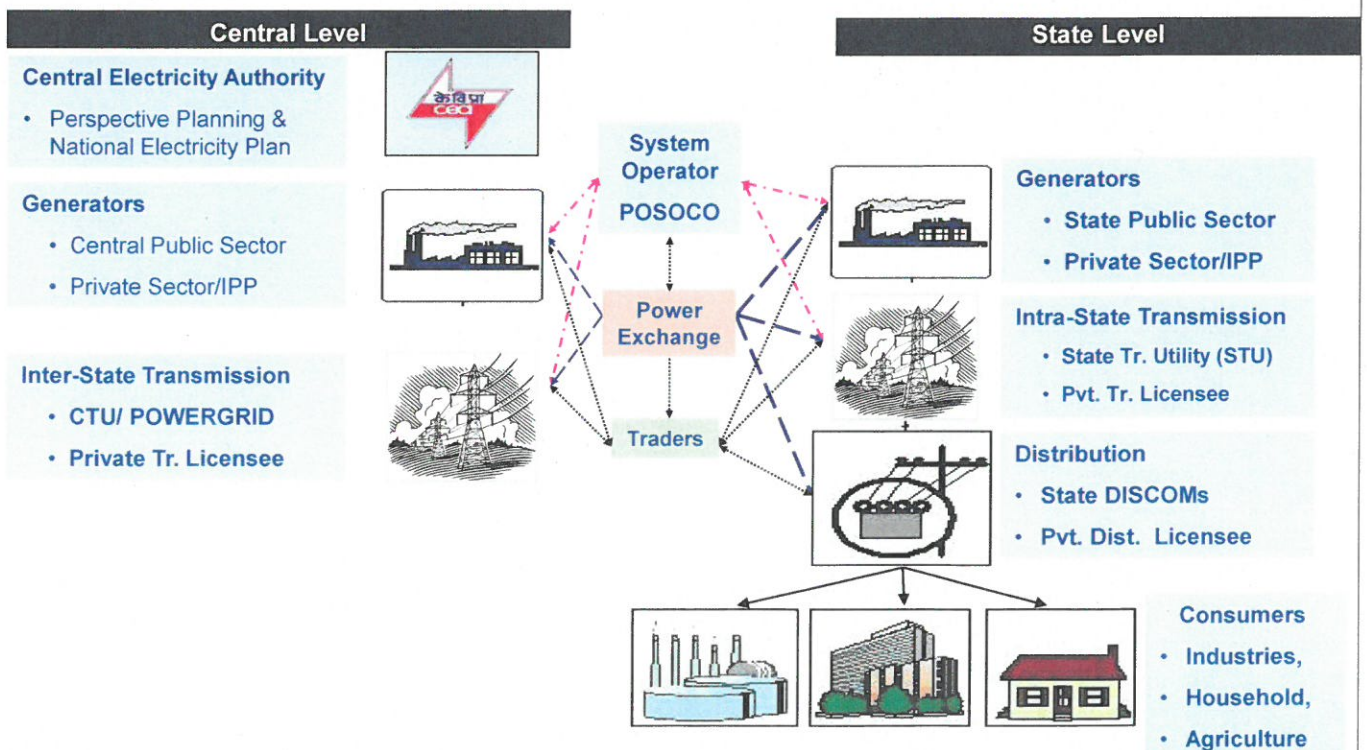 Central Level
Central Electricity Authority
• Perspective Planning &
National Electricity Plan
के वि प्रा
cea
Generators
• Central Public Sector
• Private Sector/IPP
Inter-State Transmission
• CTU/ POWERGRID
• Private Tr. Licensee
System
Operator
POSOCO
Power
Exchange
Traders
State Level
Generators
• State Public Sector
• Private Sector/IPP
Intra-State Transmission
• State Tr. Utility (STU)
• Pvt. Tr. Licensee
Distribution
• State DISCOMs
• Pvt. Dist. Licensee
Consumers
• Industries,
• Household,
• Agriculture